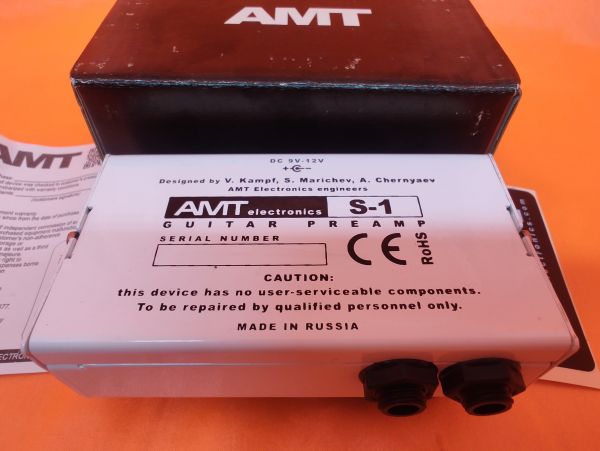 AMT
AMT
DC 9V-12V
+ -
Designed by V. Kampf, S. Marichev, A. Chernyaev
AMT Electronics engineers
AMT electronics S-1
GUITAR PREAMP
SERIAL NUMBER
CE RoHS
CAUTION:
this device has no user-serviceable components.
To be repaired by qualified personnel only.
MADE IN RUSSIA